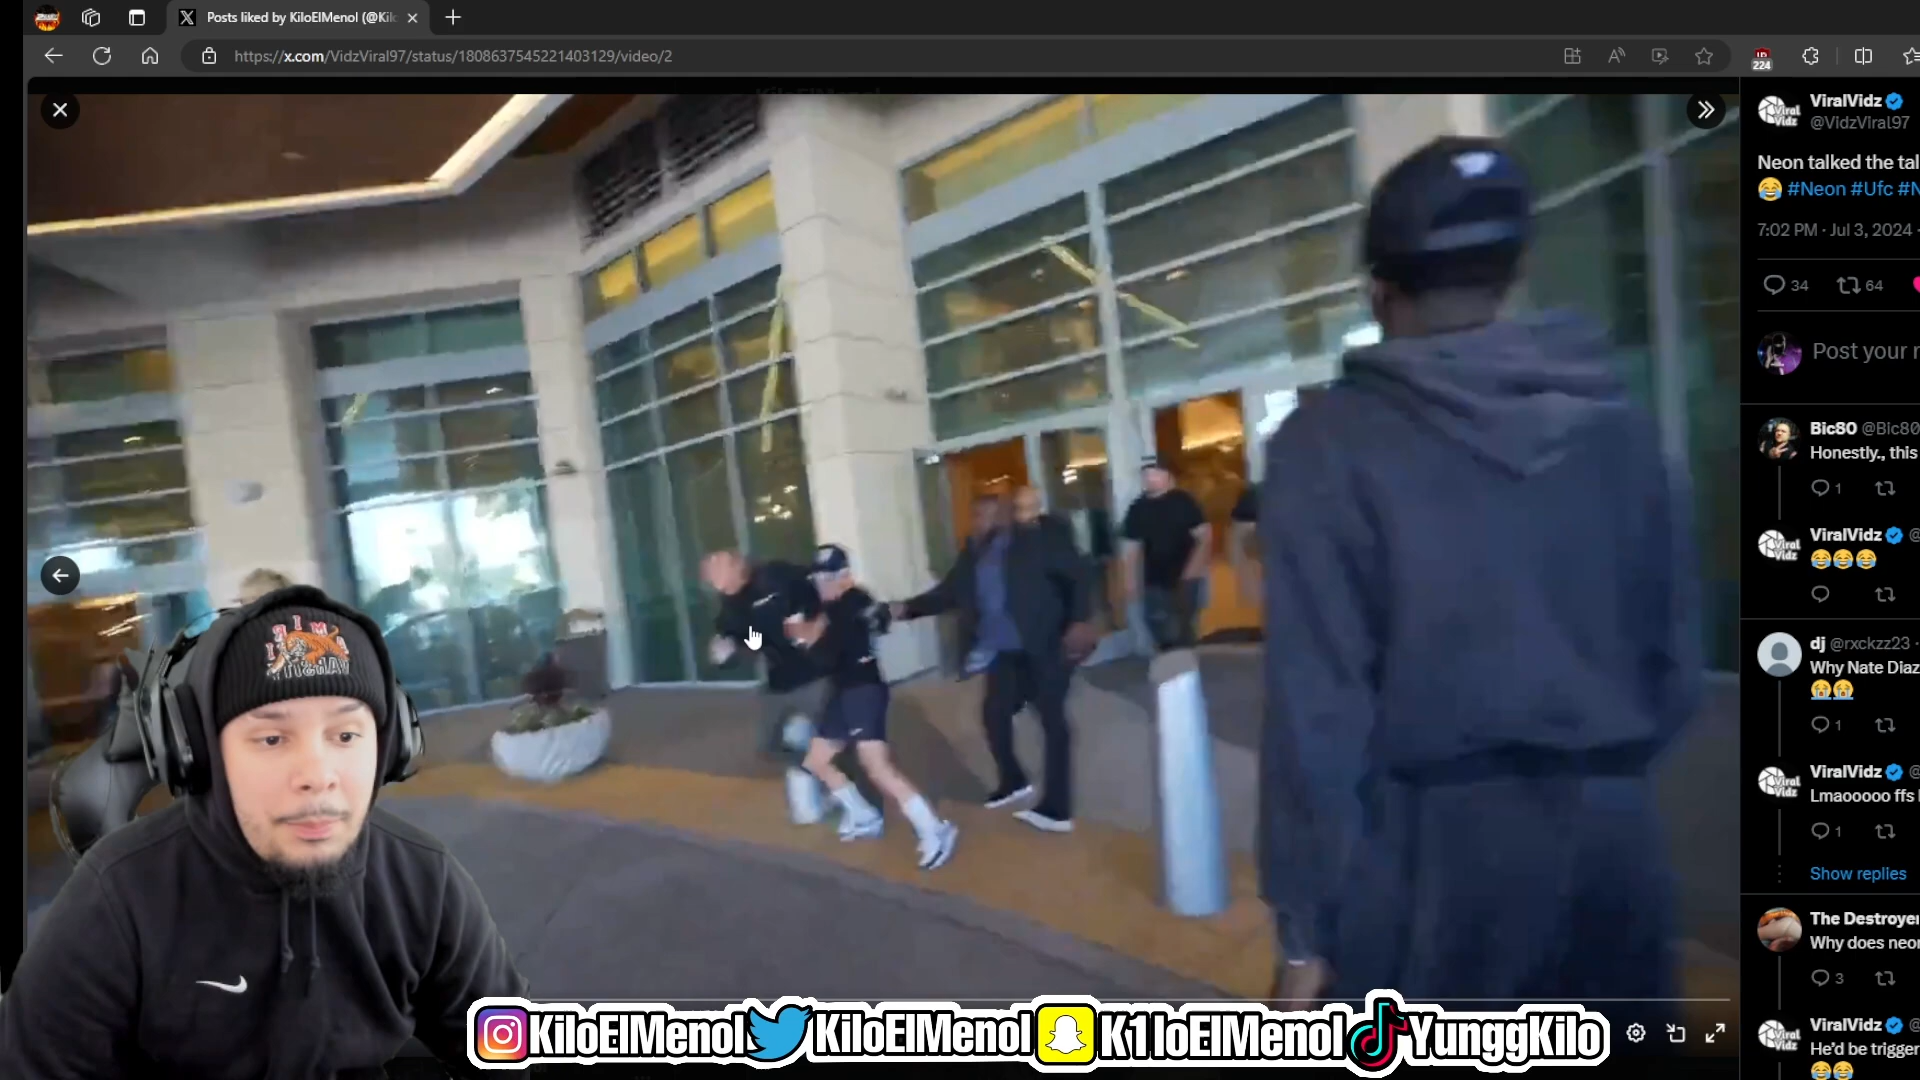 Posts liked by KiloElMenol (@Kil
https://x.com/VidzViral97/status/1808637545221403129/video/2
224
ViralVidz
@VidzViral97
Neon talked the tal
😂 #Neon #Ufc #N
7:02 PM · Jul 3, 2024 ·
34
64
Post your r
Bic80 @Bic80
Honestly., this
1
ViralVidz @
😂😂😂
dj @rxckzz23 ·
Why Nate Diaz
😭😭
1
ViralVidz @
Lmaooooo ffs
1
Show replies
The Destroyer
Why does neo
3
ViralVidz @
He'd be trigger
😂😂
KiloElMenol KiloElMenol K1loElMenol YunggKilo